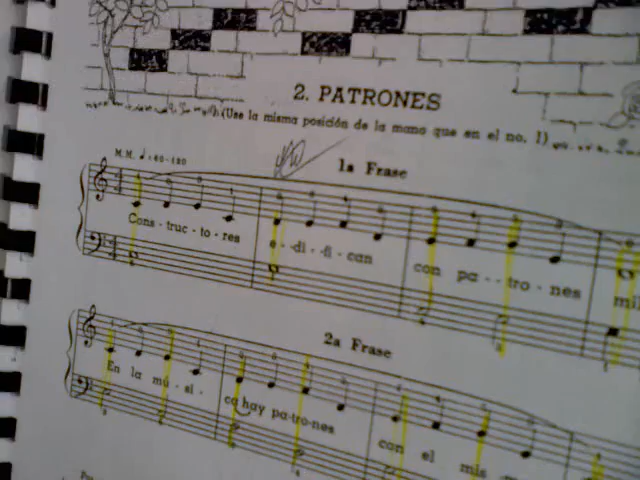 2. PATRONES
(Use la misma posición de la mano que en el no. 1)
M.M. ♩=80-120
1a Frase
Cons - truc - to - res e - di - fi - can con pa - tro - nes mil
2a Frase
En la mú - si - ca hay pa-tro-nes con el mis